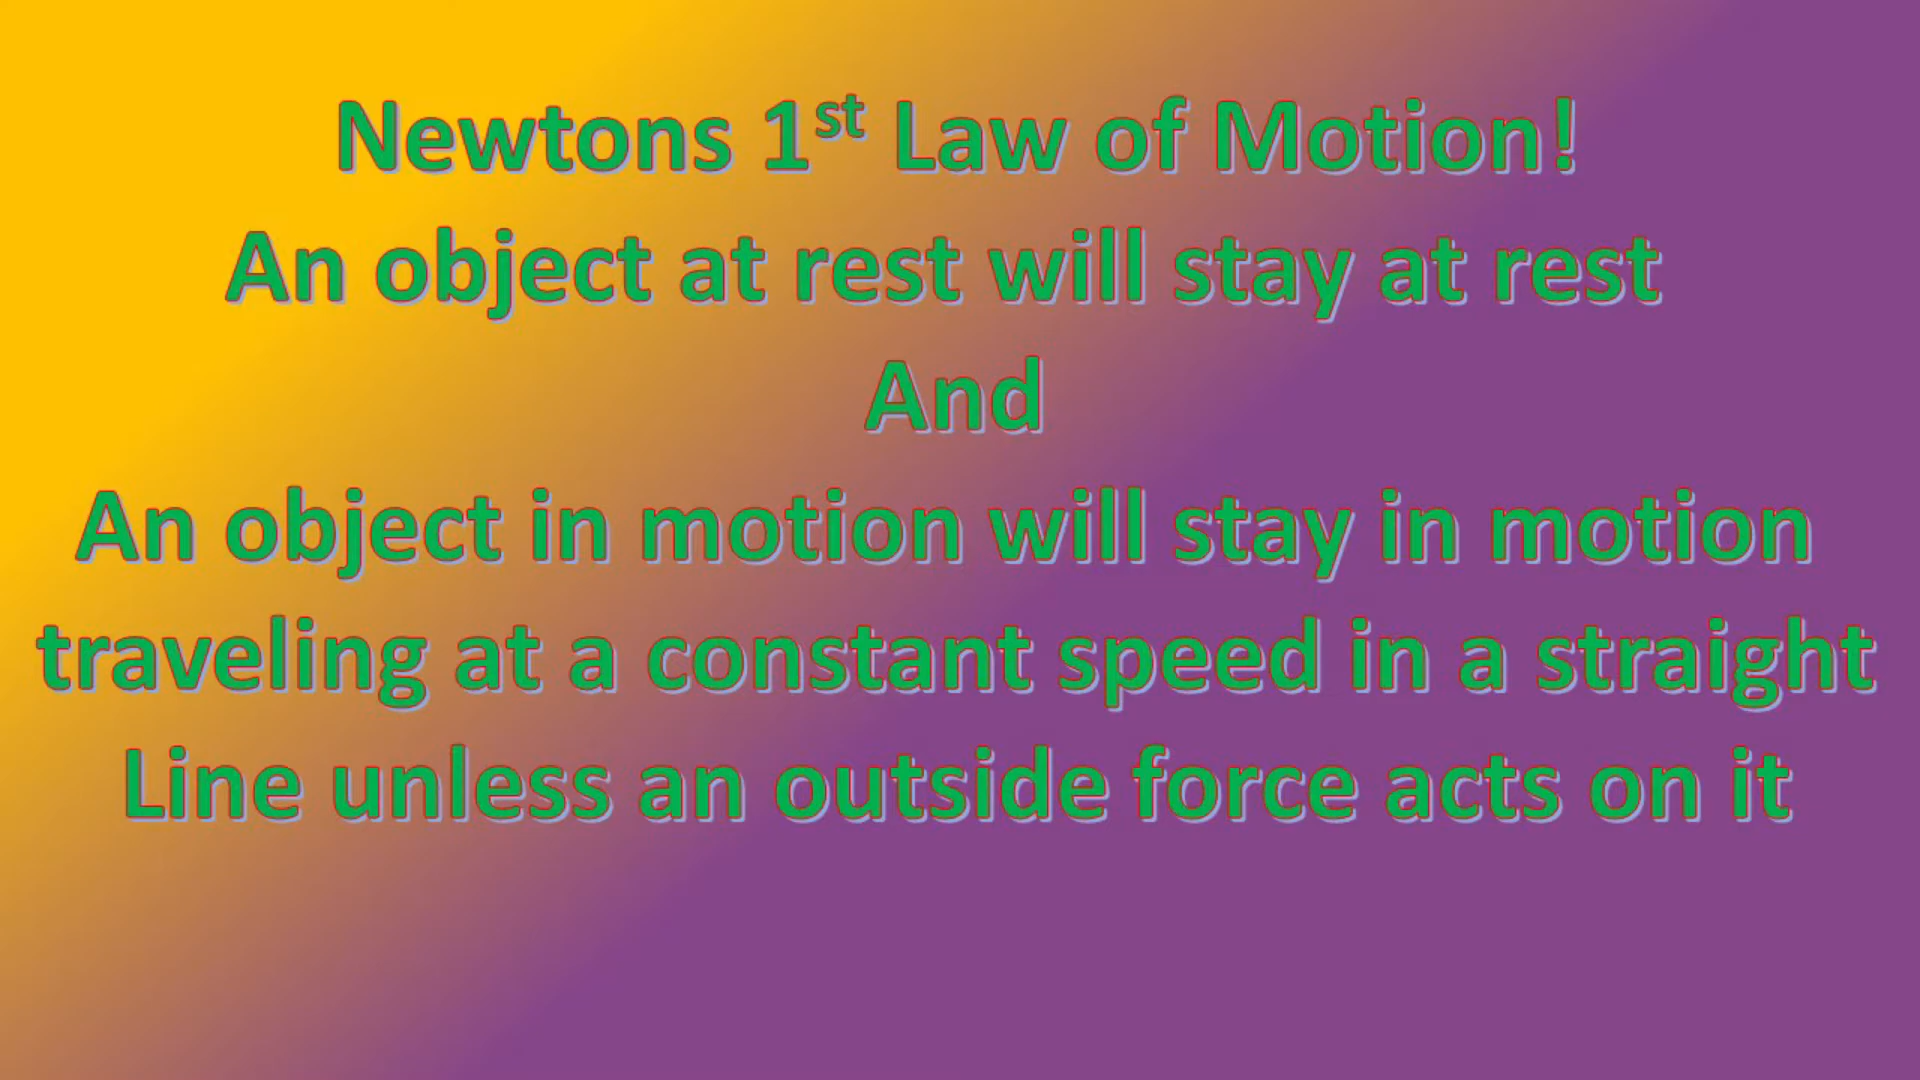 Newtons 1st Law of Motion!
An object at rest will stay at rest
And
An object in motion will stay in motion
traveling at a constant speed in a straight
Line unless an outside force acts on it